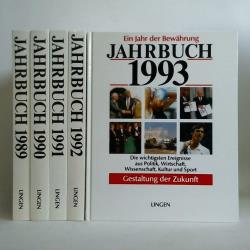 JAHRBUCH 1989
LINGEN
JAHRBUCH 1990
LINGEN
JAHRBUCH 1991
LINGEN
JAHRBUCH 1992
LINGEN
Ein Jahr der Bewährung
JAHRBUCH
1993
Die wichtigsten Ereignisse
aus Politik, Wirtschaft,
Wissenschaft, Kultur und Sport
Gestaltung der Zukunft
LINGEN